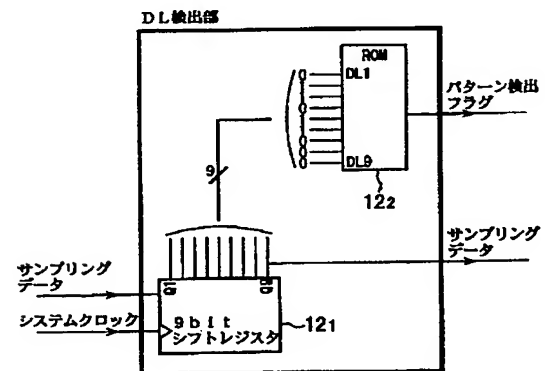 DL検出部
ROM
DL1
DL9
パターン検出
フラグ
12₂
9
サンプリング
データ
サンプリング
データ
システムクロック
9bit
シフトレジスタ
12₁